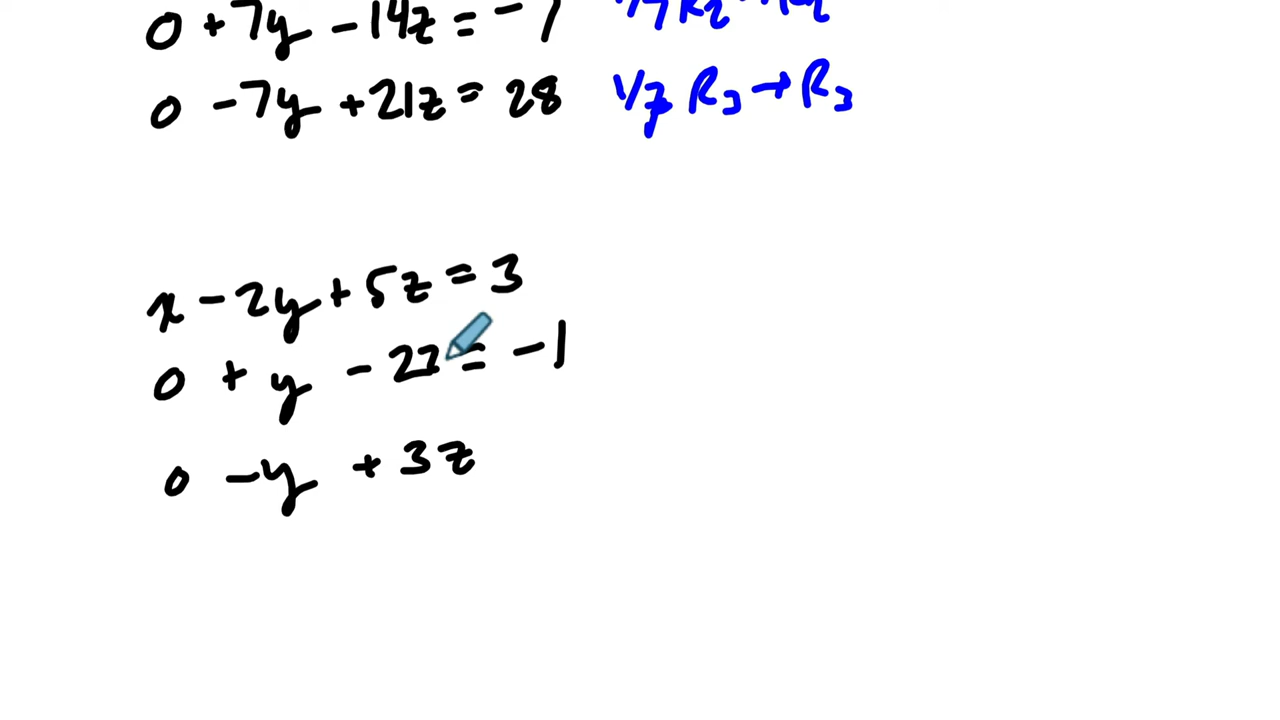 0 + 7y - 14z = -7
0 - 7y + 21z = 28 1/7 R3 → R3
x - 2y + 5z = 3
0 + y - 2z = -1
0 - y + 3z